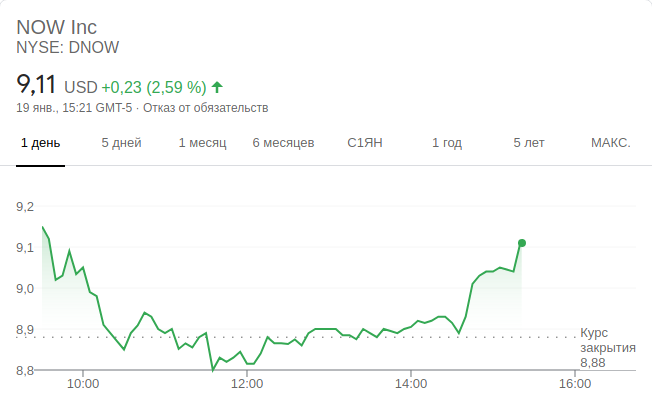 NOW Inc
NYSE: DNOW
9,11 USD +0,23 (2,59 %)
19 янв., 15:21 GMT-5 · Отказ от обязательств
1 день 5 дней 1 месяц 6 месяцев С1ЯН 1 год 5 лет МАКС.
9,2
9,1
9,0
8,9
Курс
закрытия
8,88
8,8
10:00 12:00 14:00 16:00